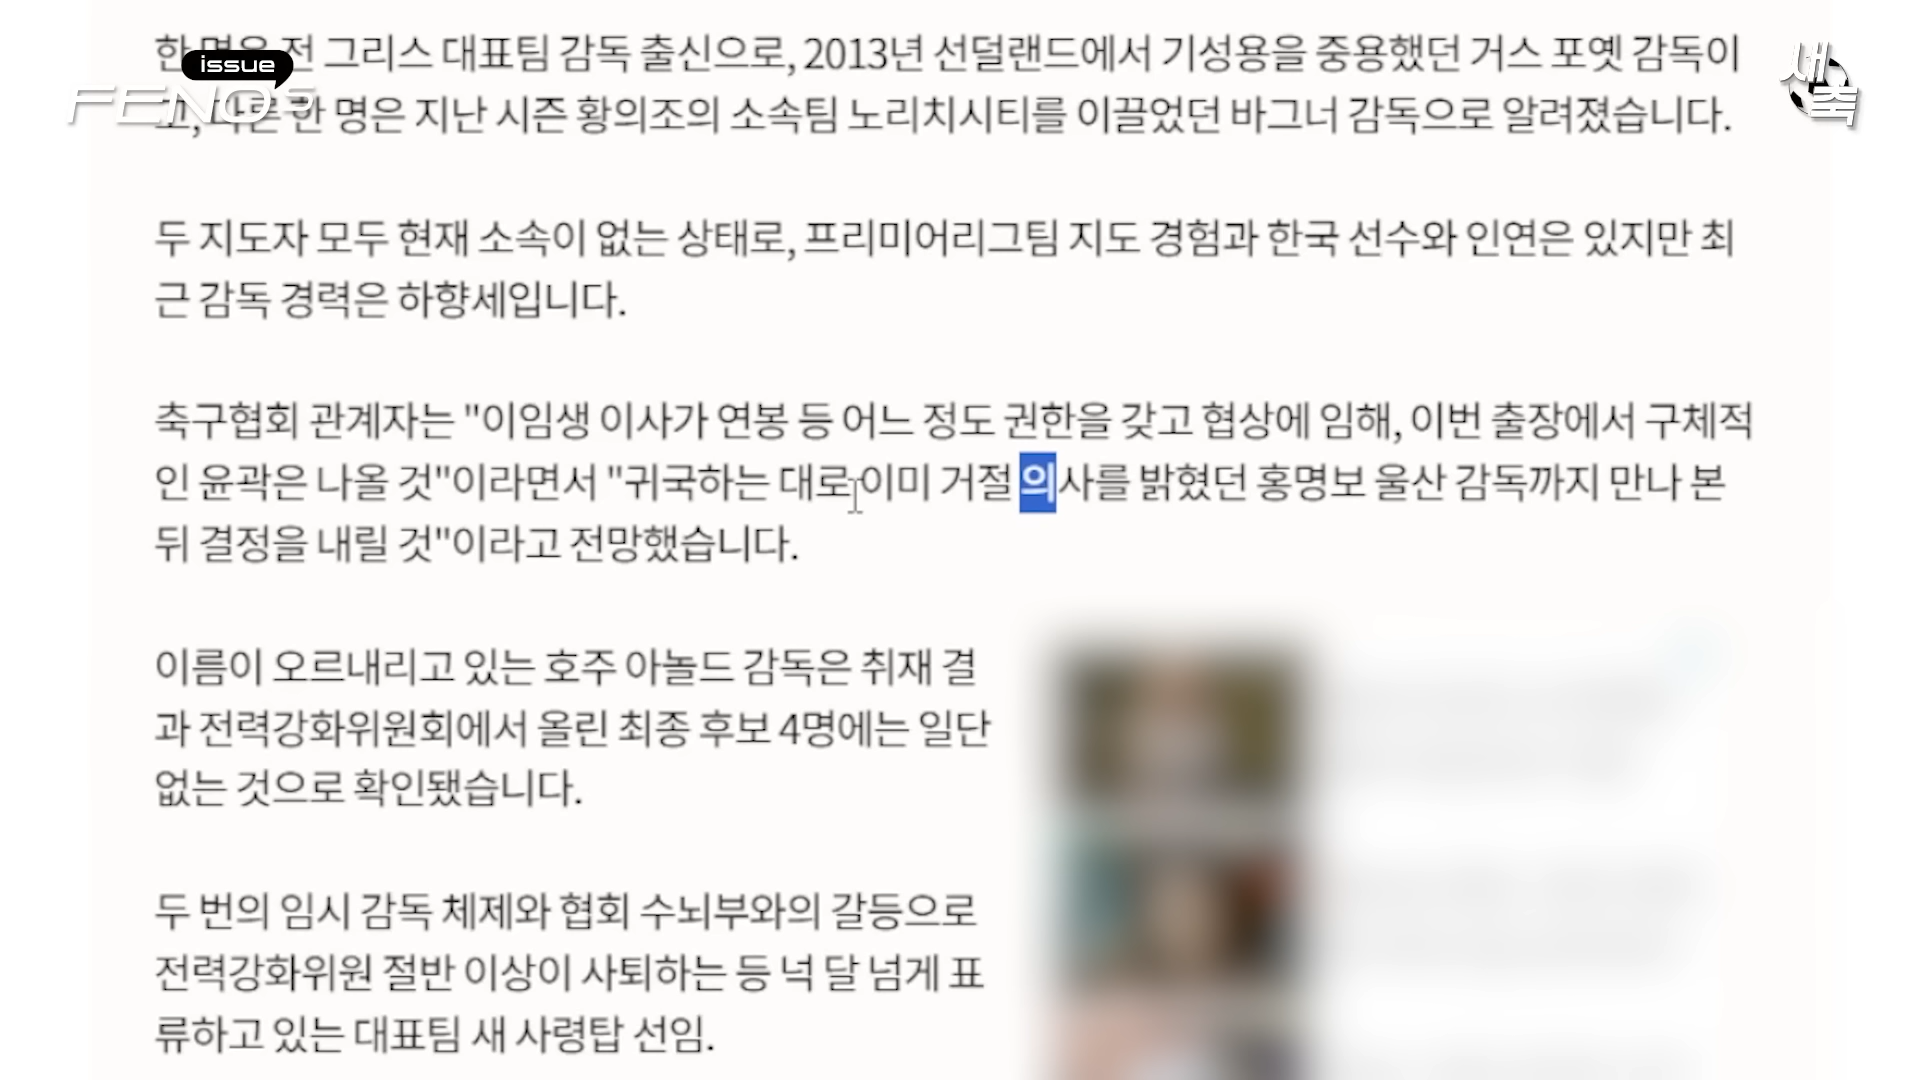 issue
FENOS
세축
한 명은 전 그리스 대표팀 감독 출신으로, 2013년 선덜랜드에서 기성용을 중용했던 거스 포옛 감독이
고, 다른 한 명은 지난 시즌 황의조의 소속팀 노리치시티를 이끌었던 바그너 감독으로 알려졌습니다.
두 지도자 모두 현재 소속이 없는 상태로, 프리미어리그팀 지도 경험과 한국 선수와 인연은 있지만 최
근 감독 경력은 하향세입니다.
축구협회 관계자는 "이임생 이사가 연봉 등 어느 정도 권한을 갖고 협상에 임해, 이번 출장에서 구체적
인 윤곽은 나올 것"이라면서 "귀국하는 대로 이미 거절 의사를 밝혔던 홍명보 울산 감독까지 만나 본
뒤 결정을 내릴 것"이라고 전망했습니다.
이름이 오르내리고 있는 호주 아놀드 감독은 취재 결
과 전력강화위원회에서 올린 최종 후보 4명에는 일단
없는 것으로 확인됐습니다.
두 번의 임시 감독 체제와 협회 수뇌부와의 갈등으로
전력강화위원 절반 이상이 사퇴하는 등 넉 달 넘게 표
류하고 있는 대표팀 새 사령탑 선임.